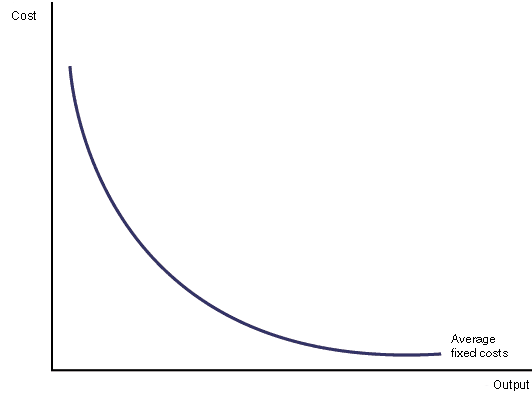 Cost
Average
fixed costs
Output